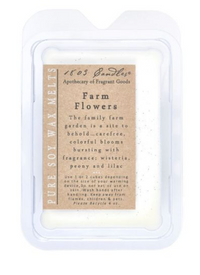 1803 Candles
Apothecary of Fragrant Goods
Farm
Flowers
The family farm
garden is a site to
behold...carefree,
colorful blooms
bursting with
fragrance; wisteria,
peony and lilac
PURE SOY WAX MELTS